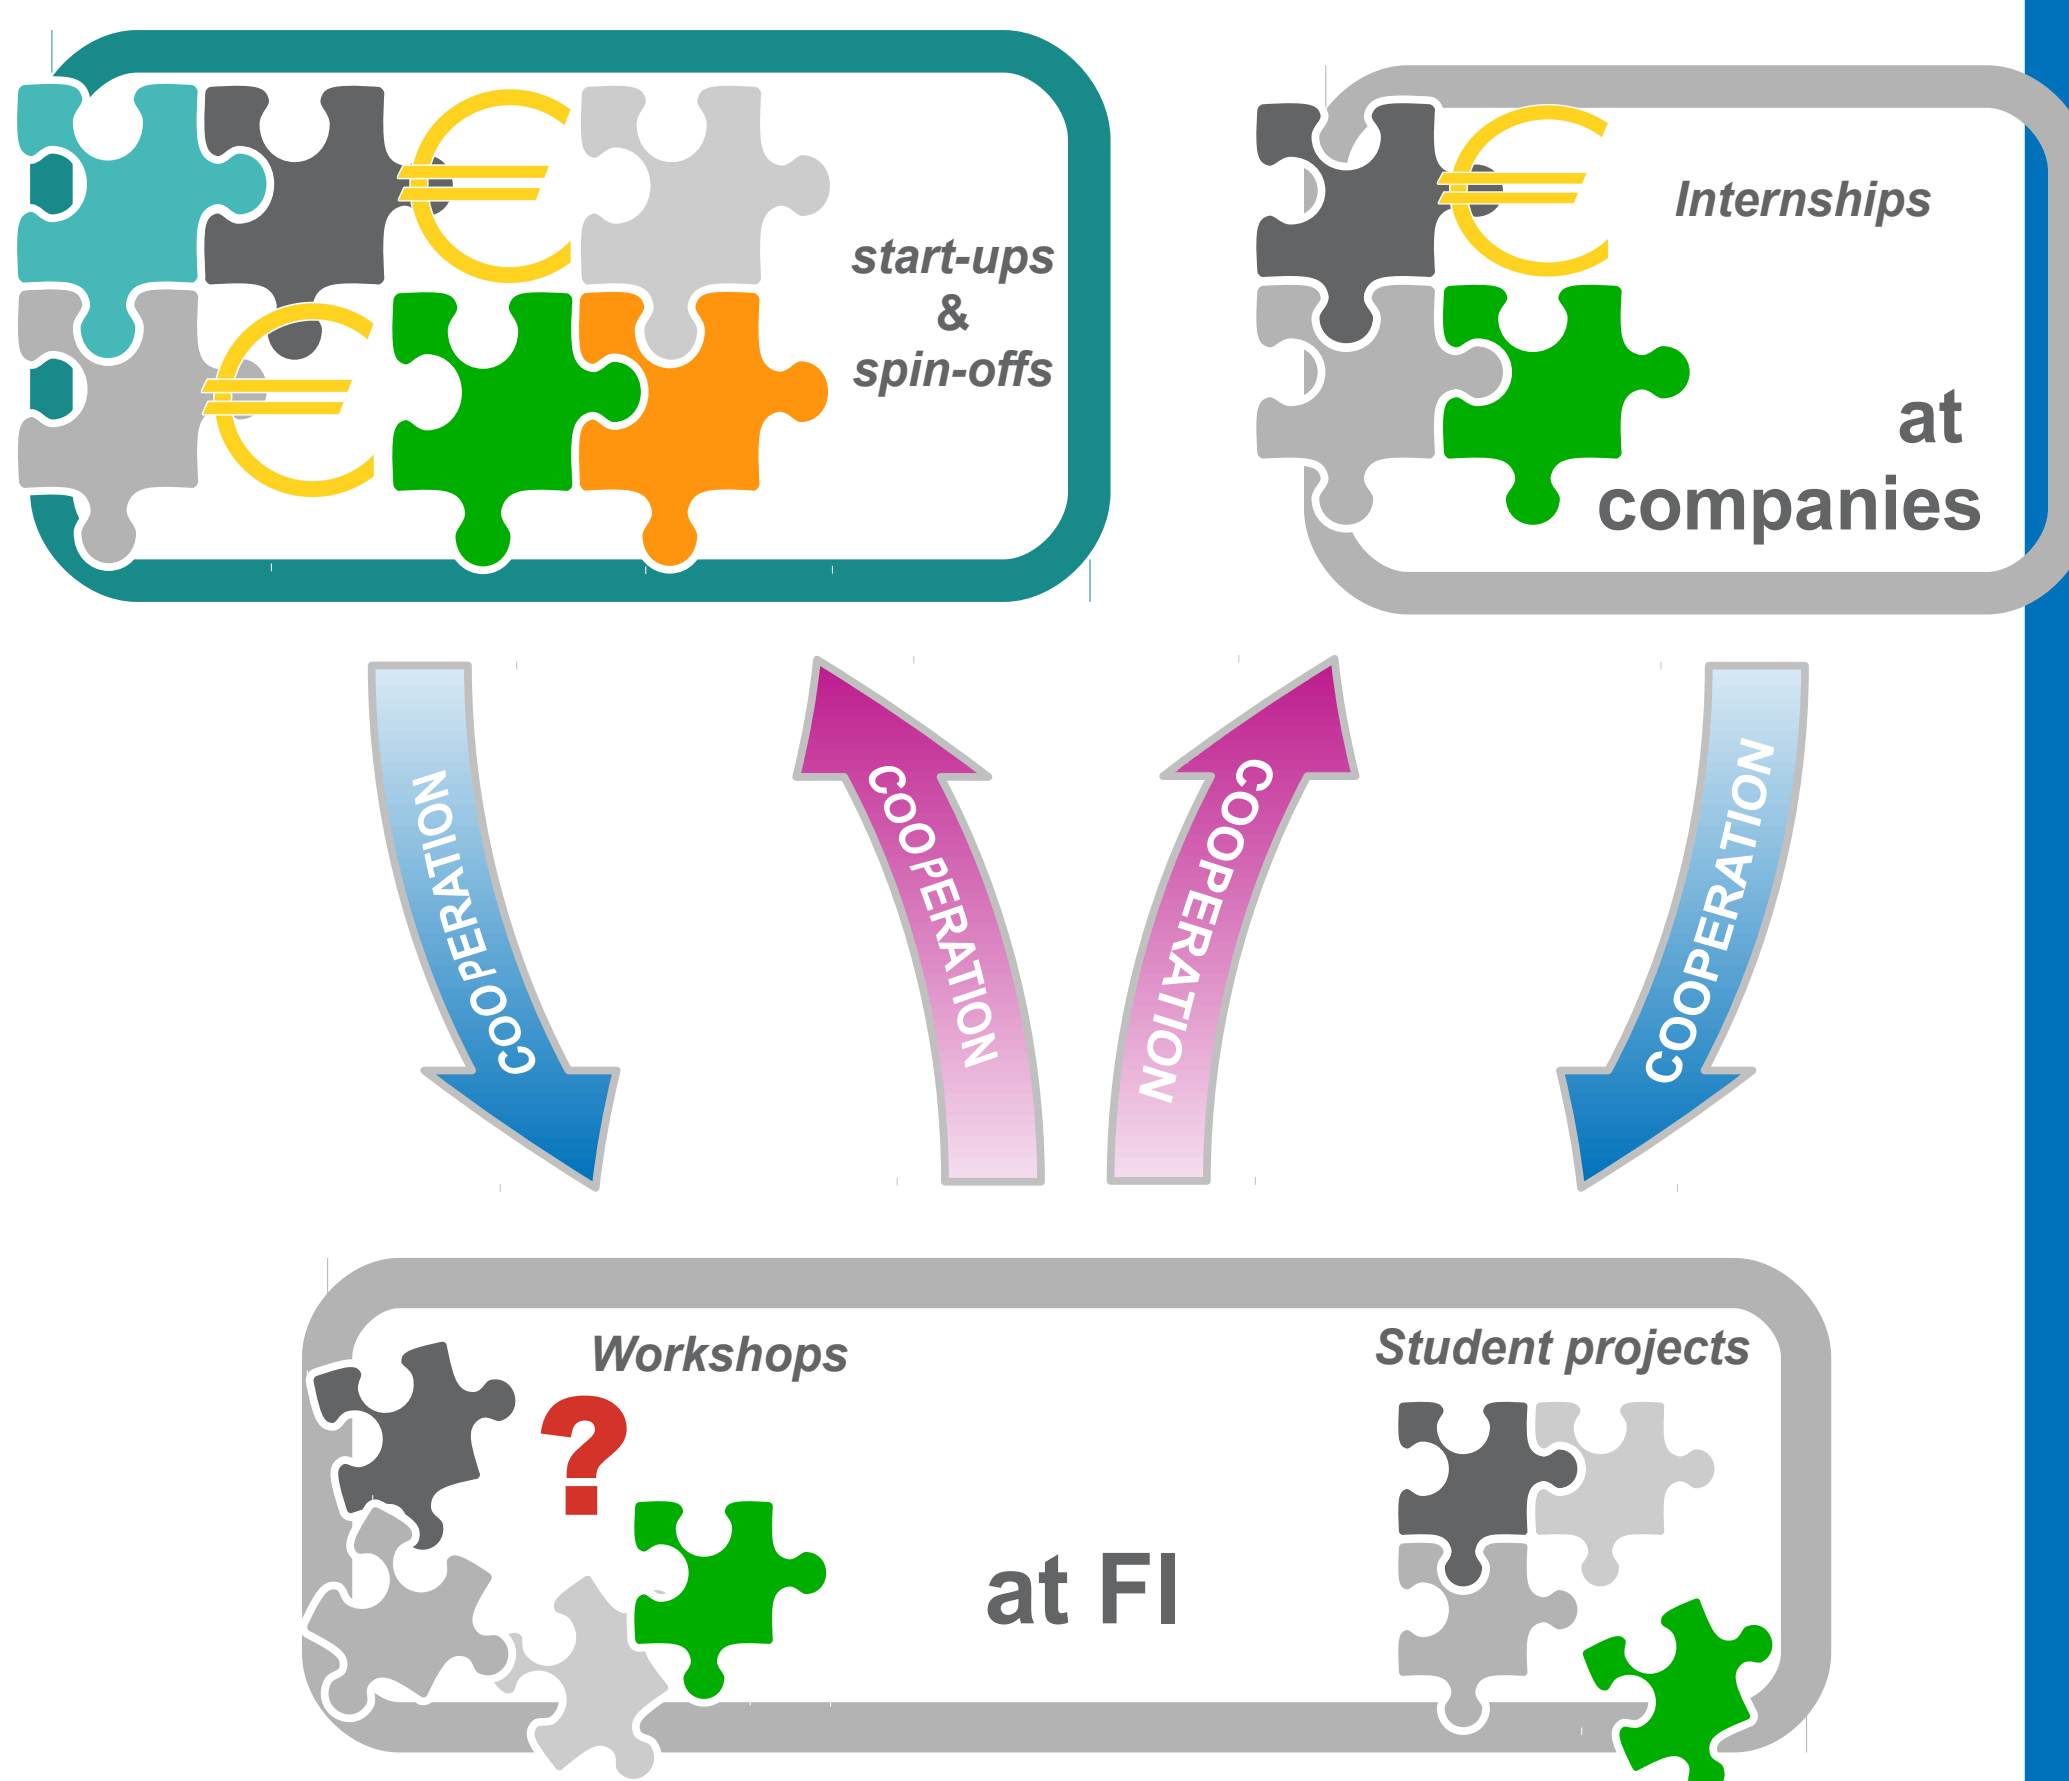 start-ups
&
spin-offs
€
€
Internships
€
at
companies
COOPERATION
COOPERATION
COOPERATION
COOPERATION
Workshops
?
Student projects
at FI